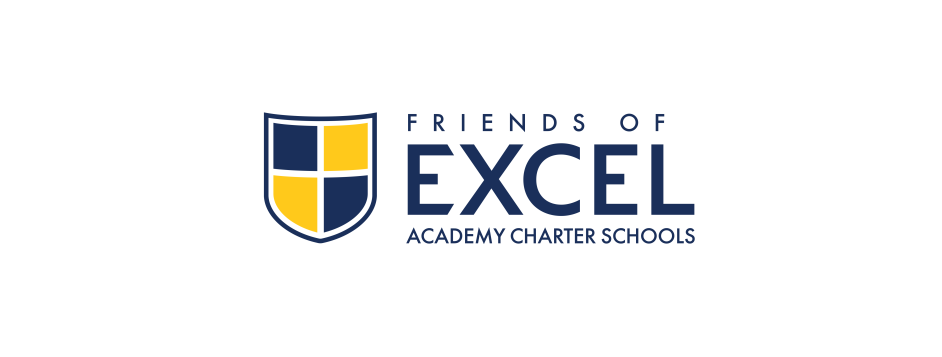 FRIENDS OF
EXCEL
ACADEMY CHARTER SCHOOLS